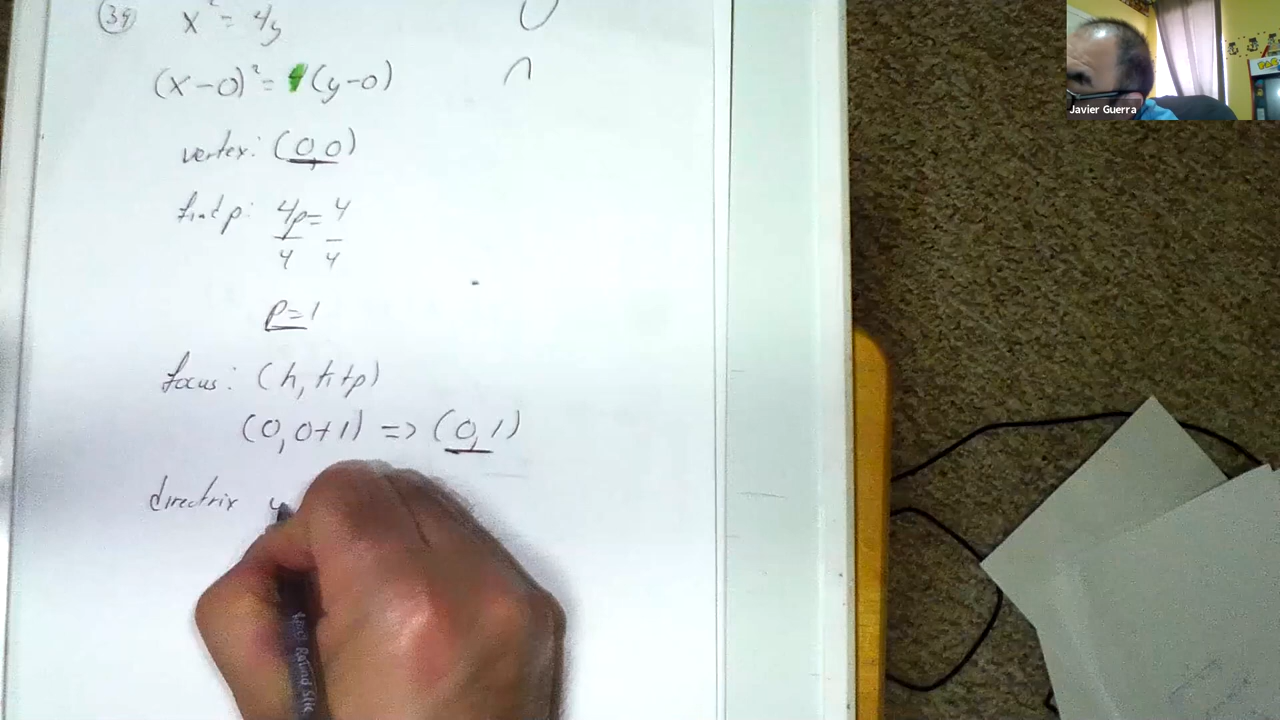 (39) x² = 4y
(x-0)² = 4(y-0)
vertex: (0,0)
find p: 4p = 4
4 4
p=1
focus: (h, k+p)
(0, 0+1) => (0,1)
directrix y
Javier Guerra